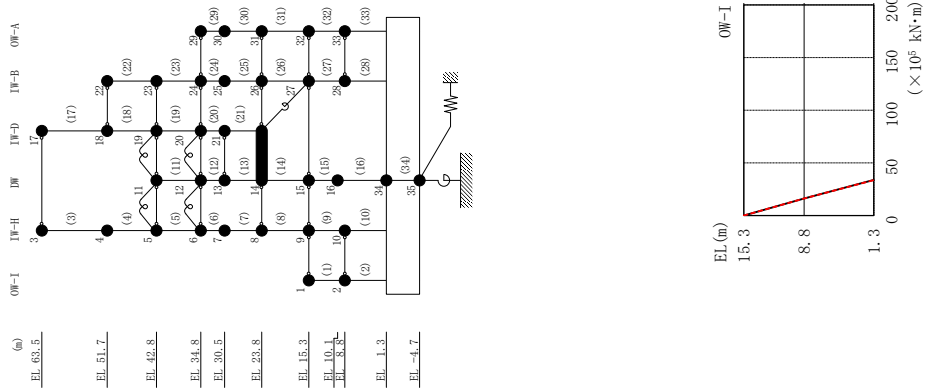 OW-I IW-H DW IW-D IW-B OW-A
(m)
EL 63.5
EL 51.7
EL 42.8
EL 34.8
EL 30.5
EL 23.8
EL 15.3
EL 10.1
EL 8.8
EL 1.3
EL -4.7
3 17
(3) (17)
4 18 22
(4) (18) (22)
5 11 19 23
(5) (11) (19) (23)
6 12 20 24 29
(6) (12) (20) (24) (29)
7 13 21 25 30
(7) (13) (21) (25) (30)
8 14 26 31
(8) (14) (26) (31)
1 9 15 27 32
(1) (9) (15) (27) (32)
16
2 10 28 33
(2) (10) (16) (28) (33)
34
(34)
35
OW-I
EL(m)
15.3
8.8
1.3
0 50 100 150 200
(×10⁵ kN・m)